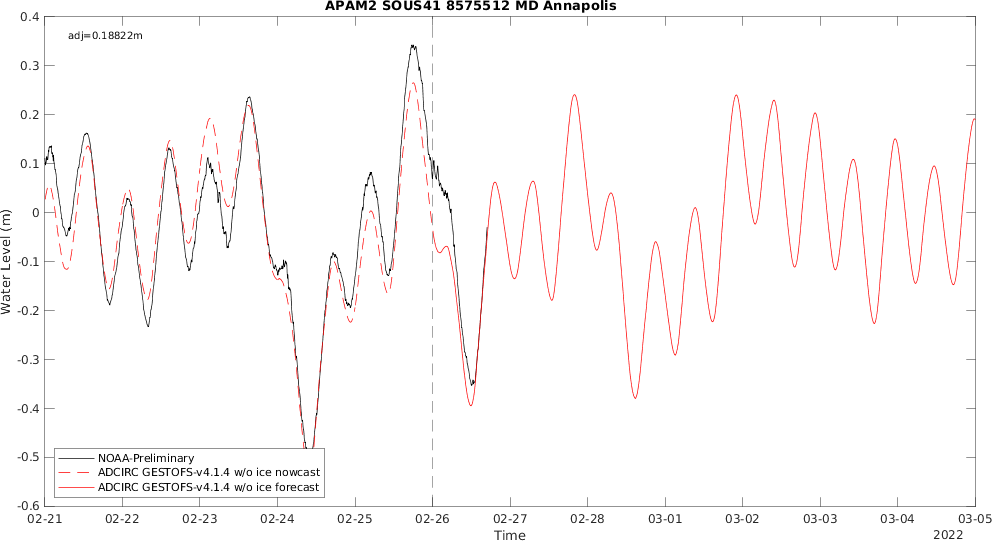 APAM2 SOUS41 8575512 MD Annapolis
adj=0.18822m
0.4
0.3
0.2
0.1
0
-0.1
-0.2
-0.3
-0.4
-0.5
-0.6
Water Level (m)
NOAA-Preliminary
ADCIRC GESTOFS-v4.1.4 w/o ice nowcast
ADCIRC GESTOFS-v4.1.4 w/o ice forecast
02-21 02-22 02-23 02-24 02-25 02-26 02-27 02-28 03-01 03-02 03-03 03-04 03-05
Time
2022